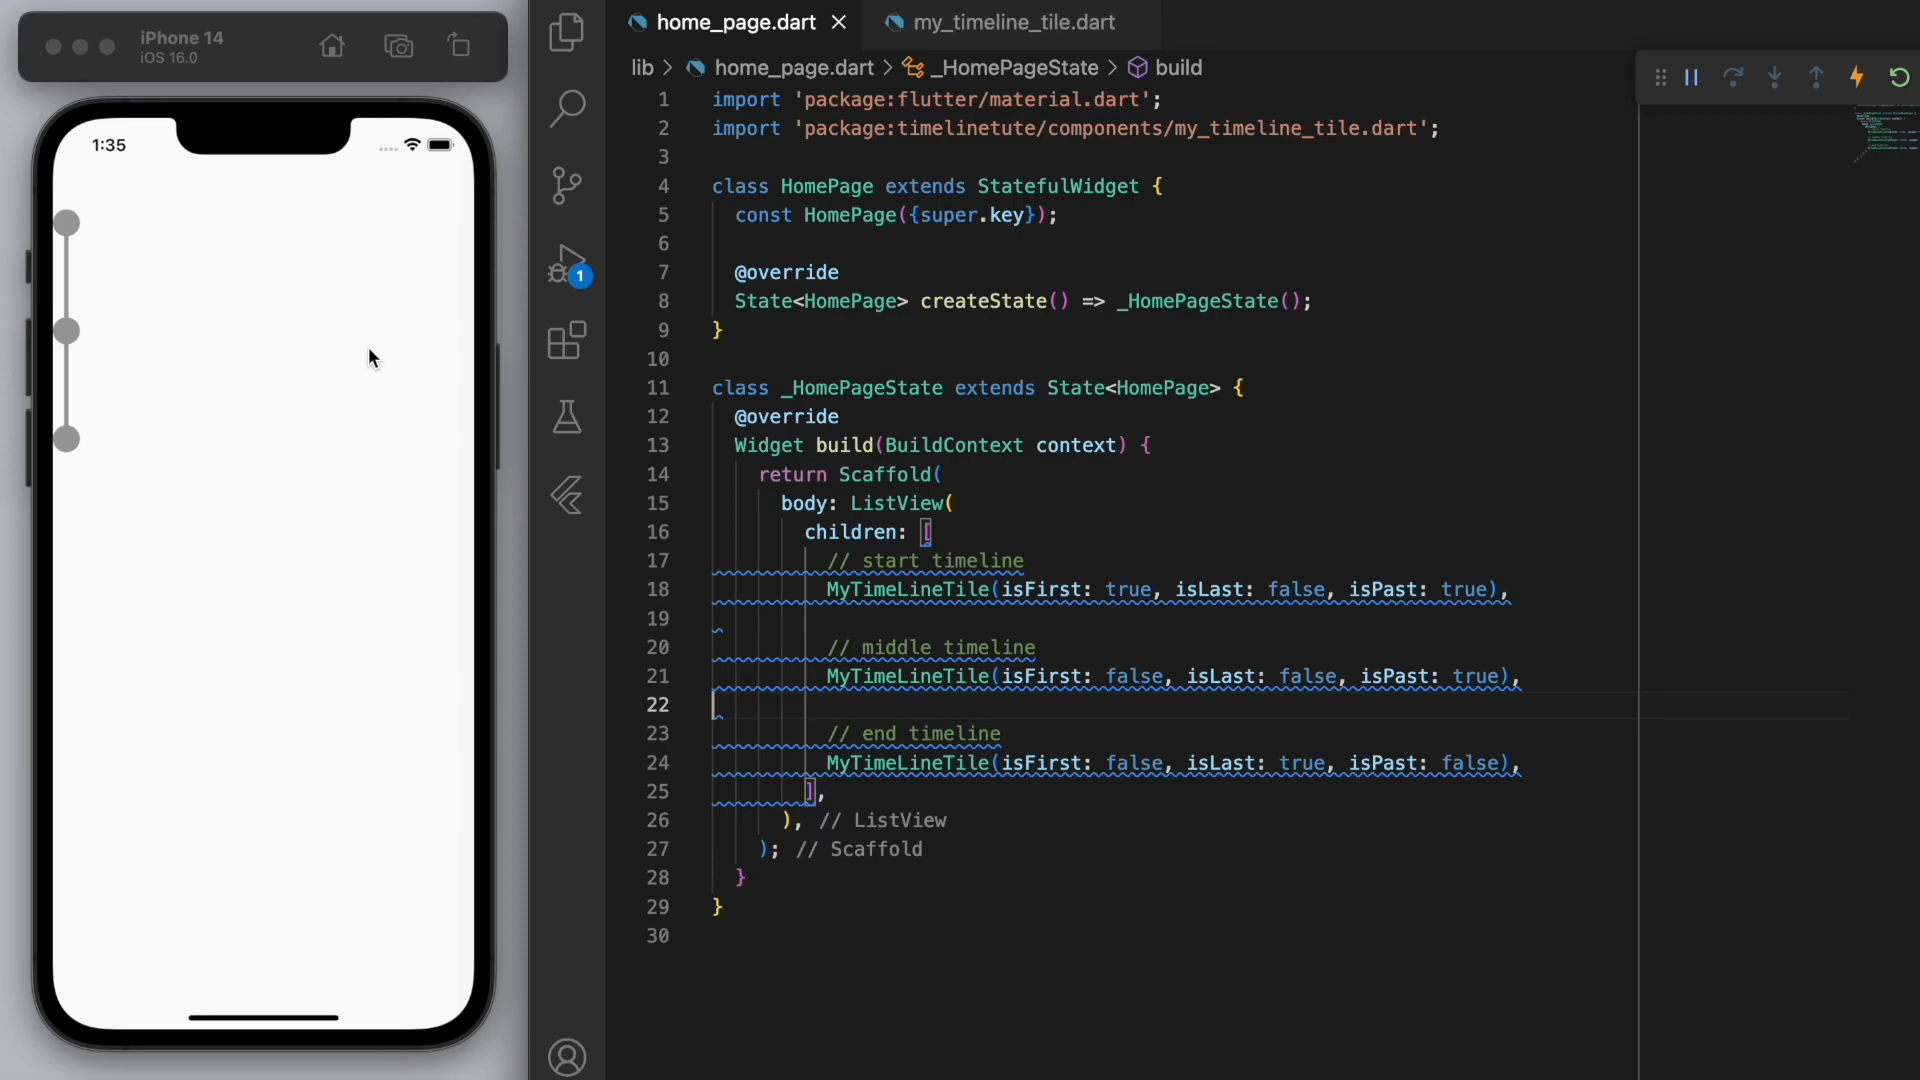 iPhone 14
iOS 16.0
1:35
1
home_page.dart
my_timeline_tile.dart
lib > home_page.dart > _HomePageState > build
1 import 'package:flutter/material.dart';
2 import 'package:timelinetute/components/my_timeline_tile.dart';
3
4 class HomePage extends StatefulWidget {
5 const HomePage({super.key});
6
7 @override
8 State<HomePage> createState() => _HomePageState();
9 }
10
11 class _HomePageState extends State<HomePage> {
12 @override
13 Widget build(BuildContext context) {
14 return Scaffold(
15 body: ListView(
16 children: [
17 // start timeline
18 MyTimeLineTile(isFirst: true, isLast: false, isPast: true),
19
20 // middle timeline
21 MyTimeLineTile(isFirst: false, isLast: false, isPast: true),
22
23 // end timeline
24 MyTimeLineTile(isFirst: false, isLast: true, isPast: false),
25 ],
26 ), // ListView
27 ); // Scaffold
28 }
29 }
30